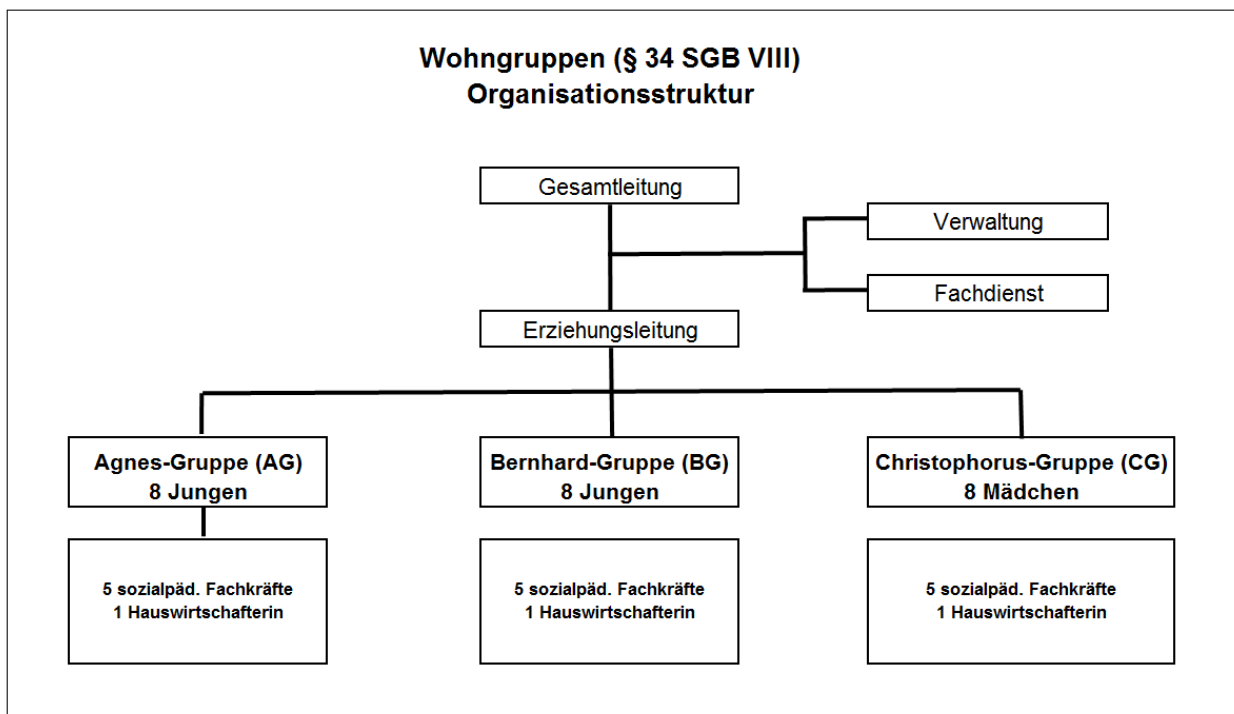 Wohngruppen (§ 34 SGB VIII)
Organisationsstruktur
Gesamtleitung
Verwaltung
Fachdienst
Erziehungsleitung
Agnes-Gruppe (AG)
8 Jungen
Bernhard-Gruppe (BG)
8 Jungen
Christophorus-Gruppe (CG)
8 Mädchen
5 sozialpäd. Fachkräfte
1 Hauswirtschafterin
5 sozialpäd. Fachkräfte
1 Hauswirtschafterin
5 sozialpäd. Fachkräfte
1 Hauswirtschafterin